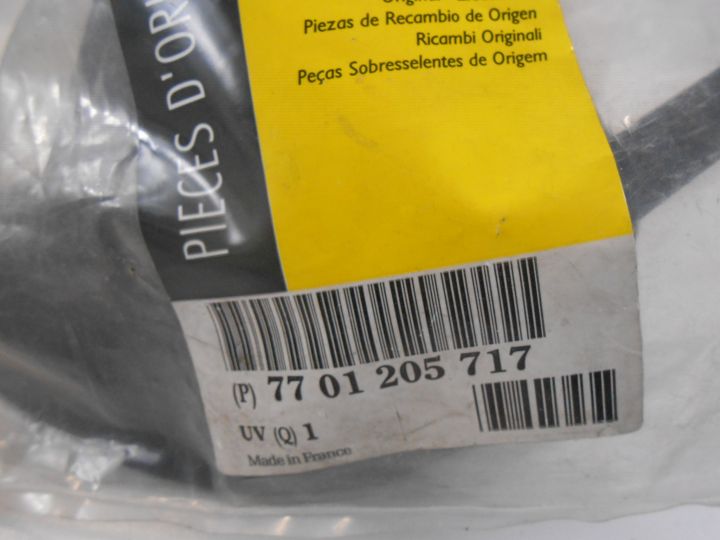 Piezas de Recambio de Origen
Ricambi Originali
Peças Sobresselentes de Origem
PIECES D'ORI
(P) 77 01 205 717
UV (Q) 1
Made in France